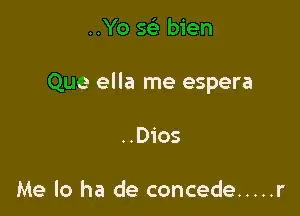 ..Yo sé bien
Que ella me espera
..Dios
Me lo ha de concede.....r